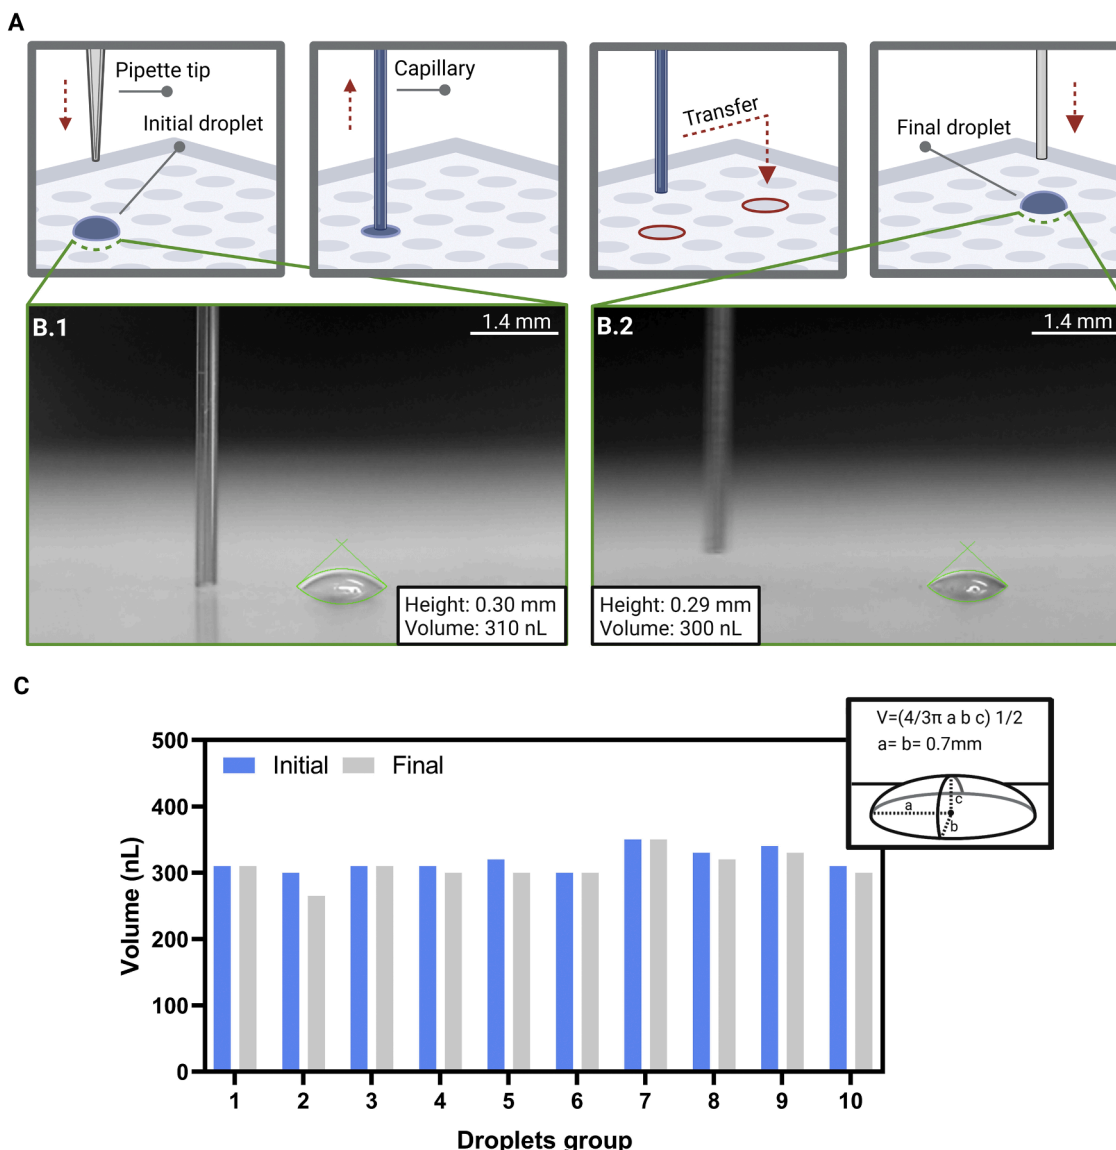 A
Pipette tip
Initial droplet
Capillary
Transfer
Final droplet
B.1
1.4 mm
Height: 0.30 mm
Volume: 310 nL
B.2
1.4 mm
Height: 0.29 mm
Volume: 300 nL
C
V=(4/3π a b c) 1/2
a= b= 0.7mm
a
c
b
Initial
Final
Volume (nL)
500
400
300
200
100
0
1 2 3 4 5 6 7 8 9 10
Droplets group